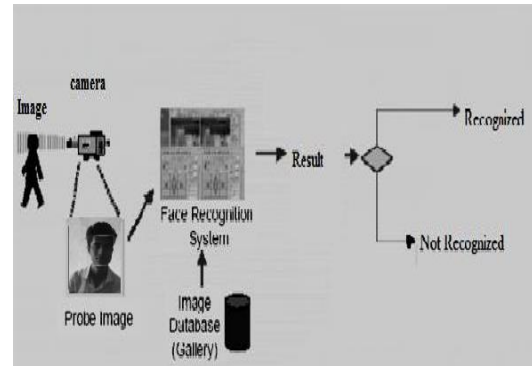 camera
Image
Recognized
Result
Face Recognition
System
Not Recognized
Probe Image
Image
Database
(Gallery)